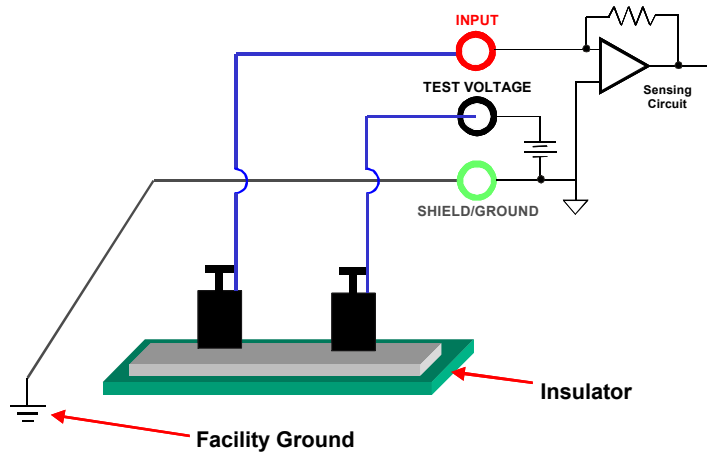 INPUT
TEST VOLTAGE
Sensing
Circuit
SHIELD/GROUND
Insulator
Facility Ground